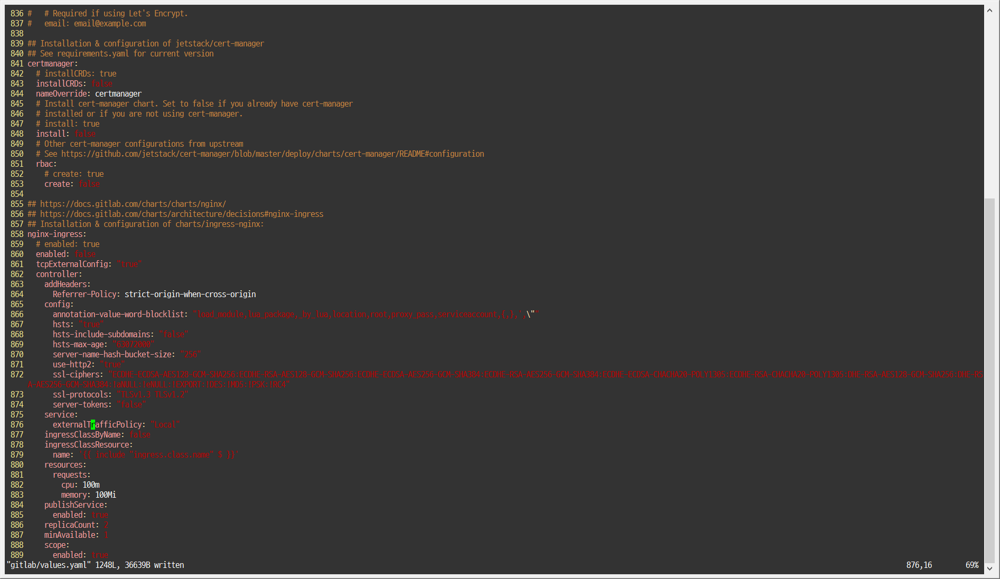 836 #   # Required if using Let's Encrypt.
837 #   email: email@example.com
838
839 ## Installation & configuration of jetstack/cert-manager
840 ## See requirements.yaml for current version
841 certmanager:
842   # installCRDs: true
843   installCRDs: false
844   nameOverride: certmanager
845   # Install cert-manager chart. Set to false if you already have cert-manager
846   # installed or if you are not using cert-manager.
847   # install: true
848   install: false
849   # Other cert-manager configurations from upstream
850   # See https://github.com/jetstack/cert-manager/blob/master/deploy/charts/cert-manager/README#configuration
851   rbac:
852     # create: true
853     create: false
854
855 ## https://docs.gitlab.com/charts/charts/nginx/
856 ## https://docs.gitlab.com/charts/architecture/decisions#nginx-ingress
857 ## Installation & configuration of charts/ingress-nginx:
858 nginx-ingress:
859   # enabled: true
860   enabled: false
861   tcpExternalConfig: "true"
862   controller:
863     addHeaders:
864       Referrer-Policy: strict-origin-when-cross-origin
865     config:
866       annotation-value-word-blocklist: "load_module,lua_package,_by_lua,location,root,proxy_pass,serviceaccount,{,},',\""
867       hsts: "true"
868       hsts-include-subdomains: "false"
869       hsts-max-age: "63072000"
870       server-name-hash-bucket-size: "256"
871       use-http2: "true"
872       ssl-ciphers: "ECDHE-ECDSA-AES128-GCM-SHA256:ECDHE-RSA-AES128-GCM-SHA256:ECDHE-ECDSA-AES256-GCM-SHA384:ECDHE-RSA-AES256-GCM-SHA384:ECDHE-ECDSA-CHACHA20-POLY1305:ECDHE-RSA-CHACHA20-POLY1305:DHE-RSA-AES128-GCM-SHA256:DHE-RS
A-AES256-GCM-SHA384:!aNULL:!eNULL:!EXPORT:!DES:!MD5:!PSK:!RC4"
873       ssl-protocols: "TLSv1.3 TLSv1.2"
874       server-tokens: "false"
875     service:
876       externalTrafficPolicy: "Local"
877     ingressClassByName: false
878     ingressClassResource:
879       name: '{{ include "ingress.class.name" $ }}'
880     resources:
881       requests:
882         cpu: 100m
883         memory: 100Mi
884     publishService:
885       enabled: true
886     replicaCount: 2
887     minAvailable: 1
888     scope:
889       enabled: true
"gitlab/values.yaml" 1248L, 36639B written 876,16 69%